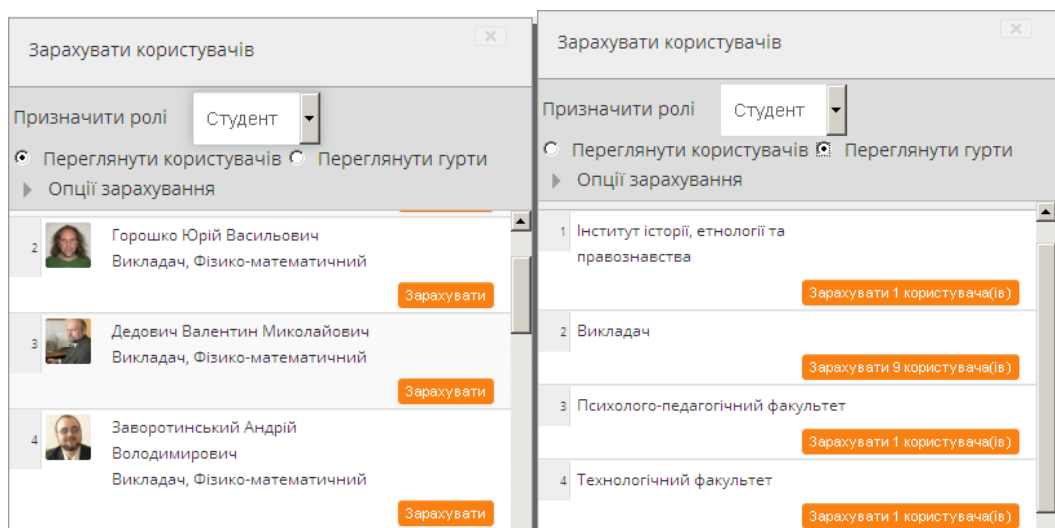 Зарахувати користувачів
Призначити ролі Студент
Переглянути користувачів Переглянути гурти
Опції зарахування
2
Горошко Юрій Васильович
Викладач, Фізико-математичний
Зарахувати
3
Дедович Валентин Миколайович
Викладач, Фізико-математичний
Зарахувати
4
Заворотинський Андрій
Володимирович
Викладач, Фізико-математичний
Зарахувати
Зарахувати користувачів
Призначити ролі Студент
Переглянути користувачів Переглянути гурти
Опції зарахування
1 Інститут історії, етнології та
правознавства
Зарахувати 1 користувача(ів)
2 Викладач
Зарахувати 9 користувача(ів)
3 Психолого-педагогічний факультет
Зарахувати 1 користувача(ів)
4 Технологічний факультет
Зарахувати 1 користувача(ів)